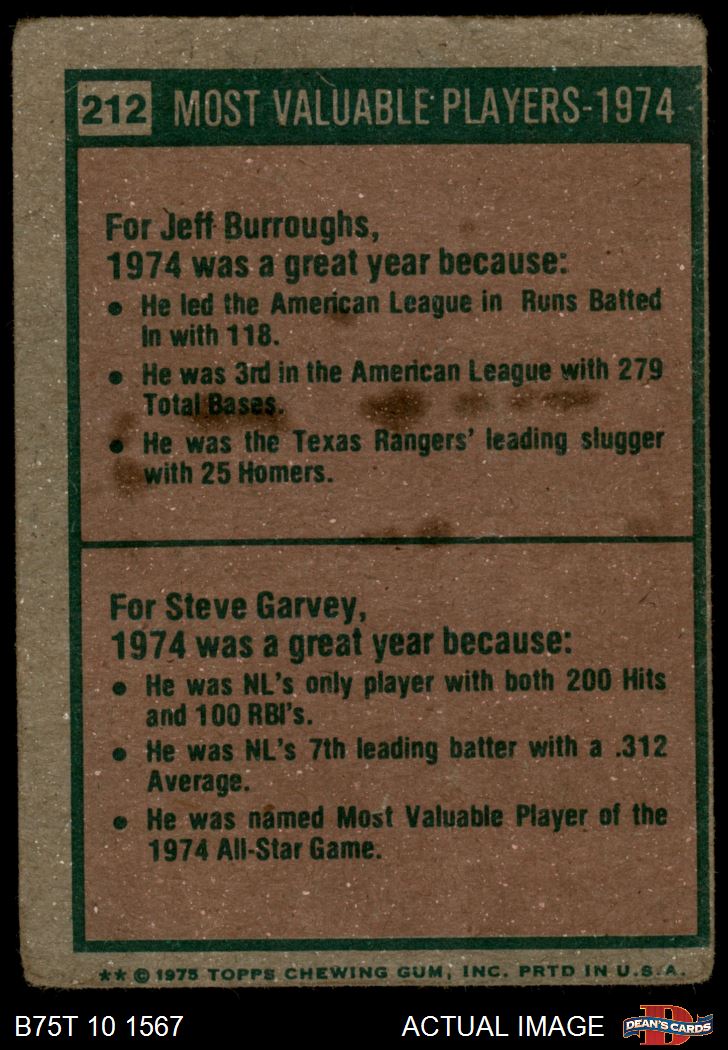 212 MOST VALUABLE PLAYERS-1974
For Jeff Burroughs,
1974 was a great year because:
• He led the American League in Runs Batted
In with 118.
• He was 3rd in the American League with 279
Total Bases.
• He was the Texas Rangers' leading slugger
with 25 Homers.
For Steve Garvey,
1974 was a great year because:
• He was NL's only player with both 200 Hits
and 100 RBI's.
• He was NL's 7th leading batter with a .312
Average.
• He was named Most Valuable Player of the
1974 All-Star Game.
** © 1975 TOPPS CHEWING GUM, INC. PRTD IN U.S.A.
B75T 10 1567 ACTUAL IMAGE D DEAN'S CARDS